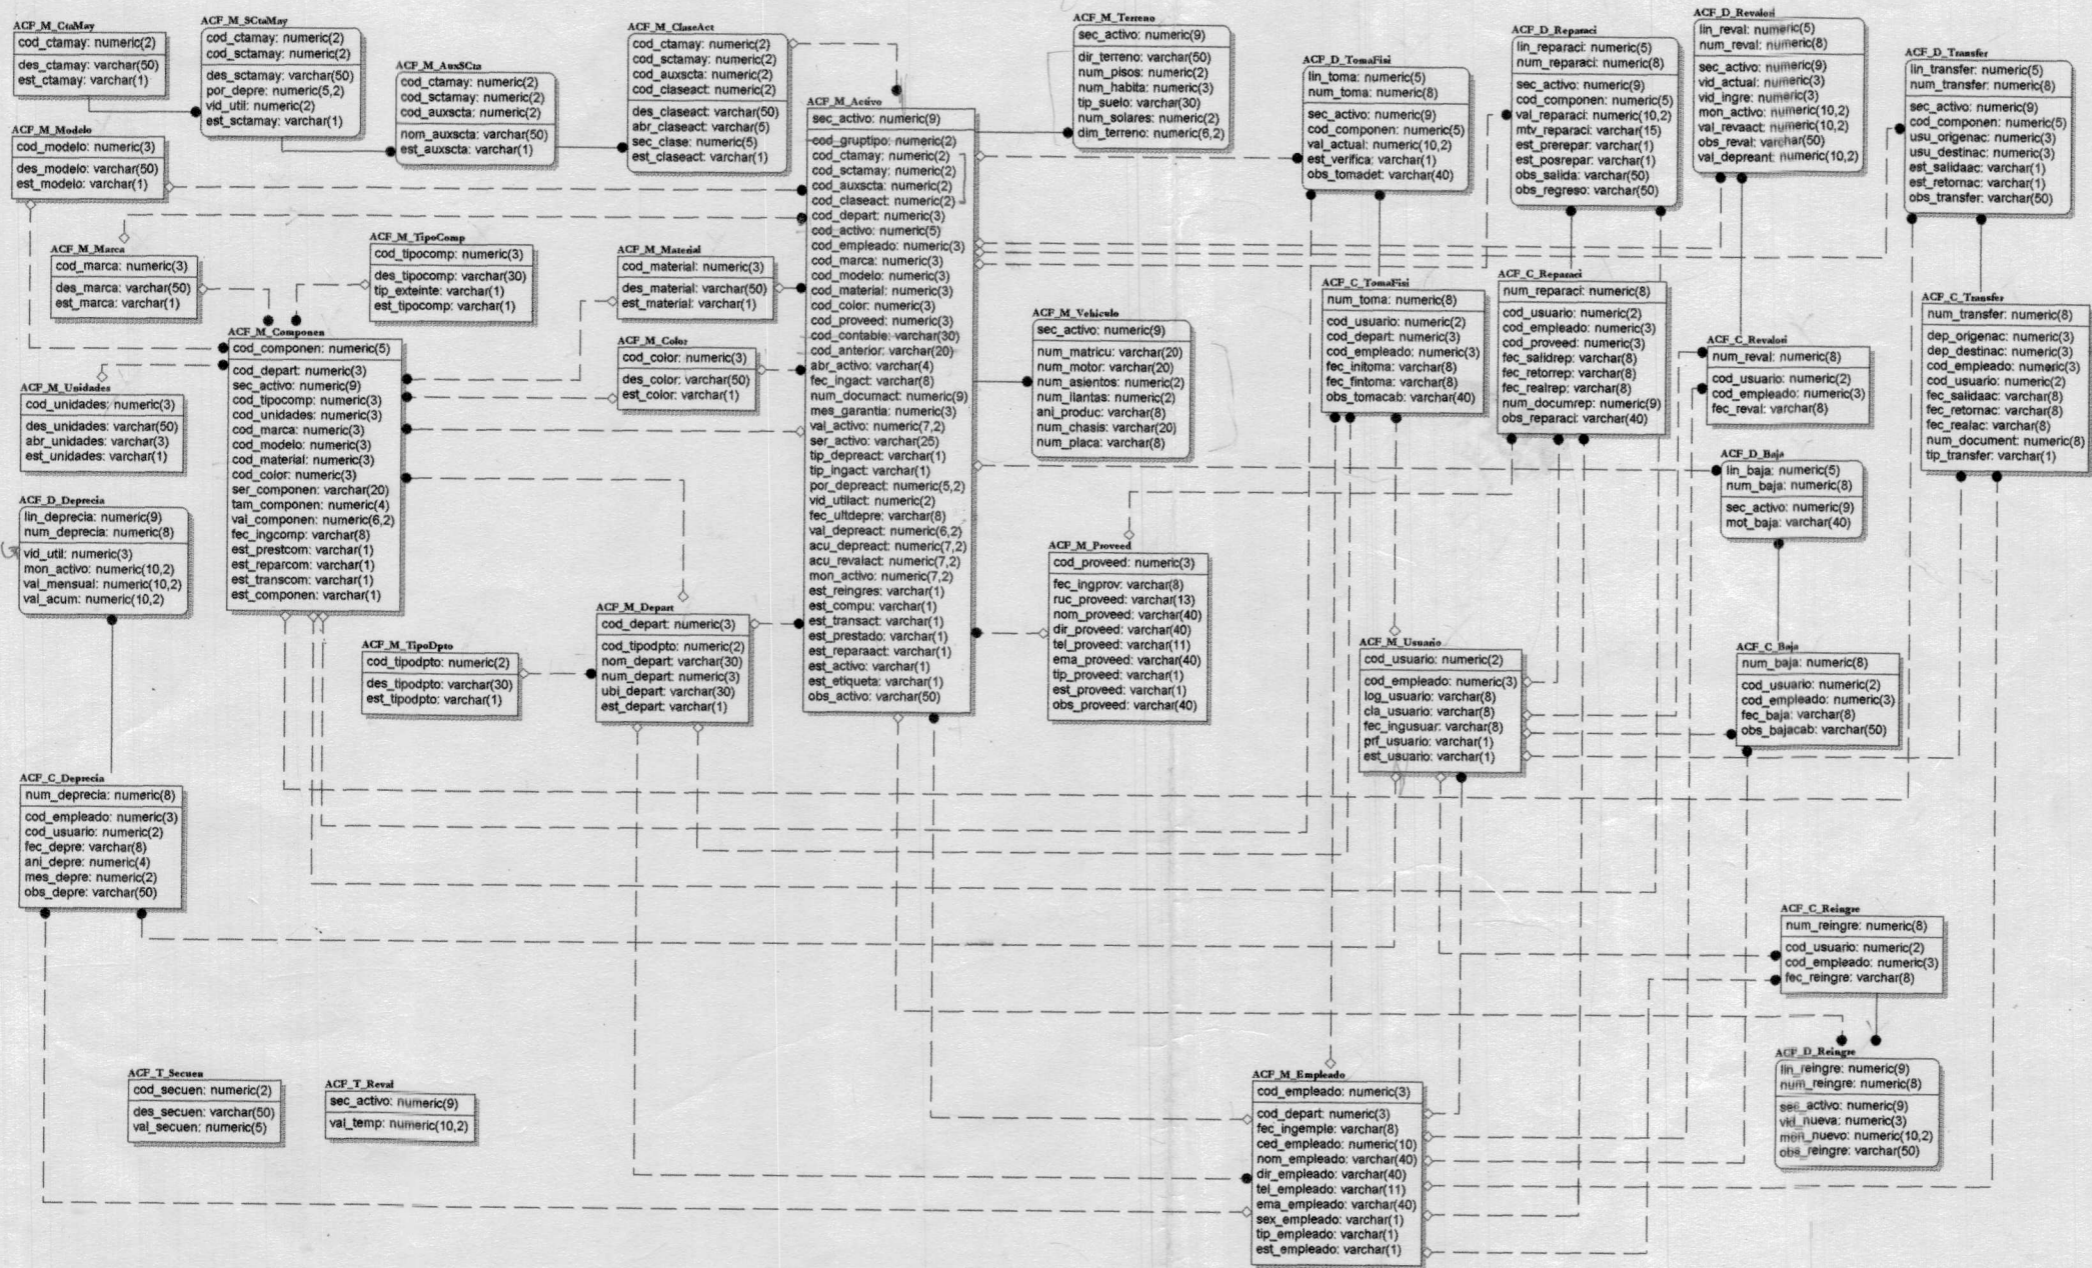 ACF_M_CtaMay
cod_ctamay: numeric(2)
des_ctamay: varchar(50)
est_ctamay: varchar(1)
ACF_M_SCtaMay
cod_ctamay: numeric(2)
cod_sctamay: numeric(2)
des_sctamay: varchar(50)
por_depre: numeric(5,2)
vid_util: numeric(2)
est_sctamay: varchar(1)
ACF_M_AuxSCta
cod_ctamay: numeric(2)
cod_sctamay: numeric(2)
cod_auxscta: numeric(2)
nom_auxscta: varchar(50)
est_auxscta: varchar(1)
ACF_M_ClaseAct
cod_ctamay: numeric(2)
cod_sctamay: numeric(2)
cod_auxscta: numeric(2)
cod_claseact: numeric(2)
des_claseact: varchar(50)
abr_claseact: varchar(5)
sec_clase: numeric(5)
est_claseact: varchar(1)
ACF_M_Activo
sec_activo: numeric(9)
cod_gruptipo: numeric(2)
cod_ctamay: numeric(2)
cod_sctamay: numeric(2)
cod_auxscta: numeric(2)
cod_claseact: numeric(2)
cod_depart: numeric(3)
cod_activo: numeric(5)
cod_empleado: numeric(3)
cod_marca: numeric(3)
cod_modelo: numeric(3)
cod_material: numeric(3)
cod_color: numeric(3)
cod_proveed: numeric(3)
cod_contable: varchar(30)
cod_anterior: varchar(20)
abr_activo: varchar(4)
fec_ingact: varchar(8)
num_documact: numeric(9)
mes_garantia: numeric(3)
val_activo: numeric(7,2)
ser_activo: varchar(25)
tip_depreact: varchar(1)
tip_ingact: varchar(1)
por_depreact: numeric(5,2)
vid_utilact: numeric(2)
fec_ultdepre: varchar(8)
val_depreact: numeric(6,2)
acu_depreact: numeric(7,2)
acu_revalact: numeric(7,2)
mon_activo: numeric(7,2)
est_reingres: varchar(1)
est_compu: varchar(1)
est_transact: varchar(1)
est_prestado: varchar(1)
est_reparaact: varchar(1)
est_activo: varchar(1)
est_etiqueta: varchar(1)
obs_activo: varchar(50)
ACF_M_Terreno
sec_activo: numeric(9)
dir_terreno: varchar(50)
num_pisos: numeric(2)
num_habita: numeric(3)
tip_suelo: varchar(30)
num_solares: numeric(2)
dim_terreno: numeric(6,2)
ACF_D_TomaFisi
lin_toma: numeric(5)
num_toma: numeric(8)
sec_activo: numeric(9)
cod_componen: numeric(5)
val_actual: numeric(10,2)
est_verifica: varchar(1)
obs_tomadet: varchar(40)
ACF_D_Reparaci
lin_reparaci: numeric(5)
num_reparaci: numeric(8)
sec_activo: numeric(9)
cod_componen: numeric(5)
val_reparaci: numeric(10,2)
mtv_reparaci: varchar(15)
est_prerepar: varchar(1)
est_posrepar: varchar(1)
obs_salida: varchar(50)
obs_regreso: varchar(50)
ACF_D_Revalori
lin_reval: numeric(5)
num_reval: numeric(8)
sec_activo: numeric(9)
vid_actual: numeric(3)
vid_ingre: numeric(3)
mon_activo: numeric(10,2)
val_revaact: numeric(10,2)
obs_reval: varchar(50)
val_depreant: numeric(10,2)
ACF_D_Transfer
lin_transfer: numeric(5)
num_transfer: numeric(8)
sec_activo: numeric(9)
cod_componen: numeric(5)
usu_origenac: numeric(3)
usu_destinac: numeric(3)
est_salidaac: varchar(1)
est_retornac: varchar(1)
obs_transfer: varchar(50)
ACF_M_Modelo
cod_modelo: numeric(3)
des_modelo: varchar(50)
est_modelo: varchar(1)
ACF_M_Marca
cod_marca: numeric(3)
des_marca: varchar(50)
est_marca: varchar(1)
ACF_M_TipoComp
cod_tipocomp: numeric(3)
des_tipocomp: varchar(30)
tip_exteinte: varchar(1)
est_tipocomp: varchar(1)
ACF_M_Material
cod_material: numeric(3)
des_material: varchar(50)
est_material: varchar(1)
ACF_M_Color
cod_color: numeric(3)
des_color: varchar(50)
est_color: varchar(1)
ACF_M_Componen
cod_componen: numeric(5)
cod_depart: numeric(3)
sec_activo: numeric(9)
cod_tipocomp: numeric(3)
cod_unidades: numeric(3)
cod_marca: numeric(3)
cod_modelo: numeric(3)
cod_material: numeric(3)
cod_color: numeric(3)
ser_componen: varchar(20)
tam_componen: numeric(4)
val_componen: numeric(6,2)
fec_ingcomp: varchar(8)
est_prestcom: varchar(1)
est_reparcom: varchar(1)
est_transcom: varchar(1)
est_componen: varchar(1)
ACF_M_Unidades
cod_unidades: numeric(3)
des_unidades: varchar(50)
abr_unidades: varchar(3)
est_unidades: varchar(1)
ACF_D_Deprecia
lin_deprecia: numeric(9)
num_deprecia: numeric(8)
vid_util: numeric(3)
mon_activo: numeric(10,2)
val_mensual: numeric(10,2)
val_acum: numeric(10,2)
ACF_M_Vehiculo
sec_activo: numeric(9)
num_matricu: varchar(20)
num_motor: varchar(20)
num_asientos: numeric(2)
num_llantas: numeric(2)
ani_produc: varchar(8)
num_chasis: varchar(20)
num_placa: varchar(8)
ACF_C_TomaFisi
num_toma: numeric(8)
cod_usuario: numeric(2)
cod_depart: numeric(3)
cod_empleado: numeric(3)
fec_initoma: varchar(8)
fec_fintoma: varchar(8)
obs_tomacab: varchar(40)
ACF_C_Reparaci
num_reparaci: numeric(8)
cod_usuario: numeric(2)
cod_empleado: numeric(3)
cod_proveed: numeric(3)
fec_salidrep: varchar(8)
fec_retorrep: varchar(8)
fec_realrep: varchar(8)
num_documrep: numeric(9)
obs_reparaci: varchar(40)
ACF_C_Revalori
num_reval: numeric(8)
cod_usuario: numeric(2)
cod_empleado: numeric(3)
fec_reval: varchar(8)
ACF_C_Transfer
num_transfer: numeric(8)
dep_origenac: numeric(3)
dep_destinac: numeric(3)
cod_empleado: numeric(3)
cod_usuario: numeric(2)
fec_salidaac: varchar(8)
fec_retornac: varchar(8)
fec_realac: varchar(8)
num_document: numeric(8)
tip_transfer: varchar(1)
ACF_D_Baja
lin_baja: numeric(5)
num_baja: numeric(8)
sec_activo: numeric(9)
mot_baja: varchar(40)
ACF_M_Proveed
cod_proveed: numeric(3)
fec_ingprov: varchar(8)
ruc_proveed: varchar(13)
nom_proveed: varchar(40)
dir_proveed: varchar(40)
tel_proveed: varchar(11)
ema_proveed: varchar(40)
tip_proveed: varchar(1)
est_proveed: varchar(1)
obs_proveed: varchar(40)
ACF_M_TipoDpto
cod_tipodpto: numeric(2)
des_tipodpto: varchar(30)
est_tipodpto: varchar(1)
ACF_M_Depart
cod_depart: numeric(3)
cod_tipodpto: numeric(2)
nom_depart: varchar(30)
num_depart: numeric(3)
ubi_depart: varchar(30)
est_depart: varchar(1)
ACF_M_Usuario
cod_usuario: numeric(2)
cod_empleado: numeric(3)
log_usuario: varchar(8)
cla_usuario: varchar(8)
fec_ingusuar: varchar(8)
prf_usuario: varchar(1)
est_usuario: varchar(1)
ACF_C_Baja
num_baja: numeric(8)
cod_usuario: numeric(2)
cod_empleado: numeric(3)
fec_baja: varchar(8)
obs_bajacab: varchar(50)
ACF_C_Deprecia
num_deprecia: numeric(8)
cod_empleado: numeric(3)
cod_usuario: numeric(2)
fec_depre: varchar(8)
ani_depre: numeric(4)
mes_depre: numeric(2)
obs_depre: varchar(50)
ACF_C_Reingre
num_reingre: numeric(8)
cod_usuario: numeric(2)
cod_empleado: numeric(3)
fec_reingre: varchar(8)
ACF_D_Reingre
lin_reingre: numeric(9)
num_reingre: numeric(8)
sec_activo: numeric(9)
vid_nueva: numeric(3)
mon_nuevo: numeric(10,2)
obs_reingre: varchar(50)
ACF_T_Secuen
cod_secuen: numeric(2)
des_secuen: varchar(50)
val_secuen: numeric(5)
ACF_T_Reval
sec_activo: numeric(9)
val_temp: numeric(10,2)
ACF_M_Empleado
cod_empleado: numeric(3)
cod_depart: numeric(3)
fec_ingemple: varchar(8)
ced_empleado: numeric(10)
nom_empleado: varchar(40)
dir_empleado: varchar(40)
tel_empleado: varchar(11)
ema_empleado: varchar(40)
sex_empleado: varchar(1)
tip_empleado: varchar(1)
est_empleado: varchar(1)